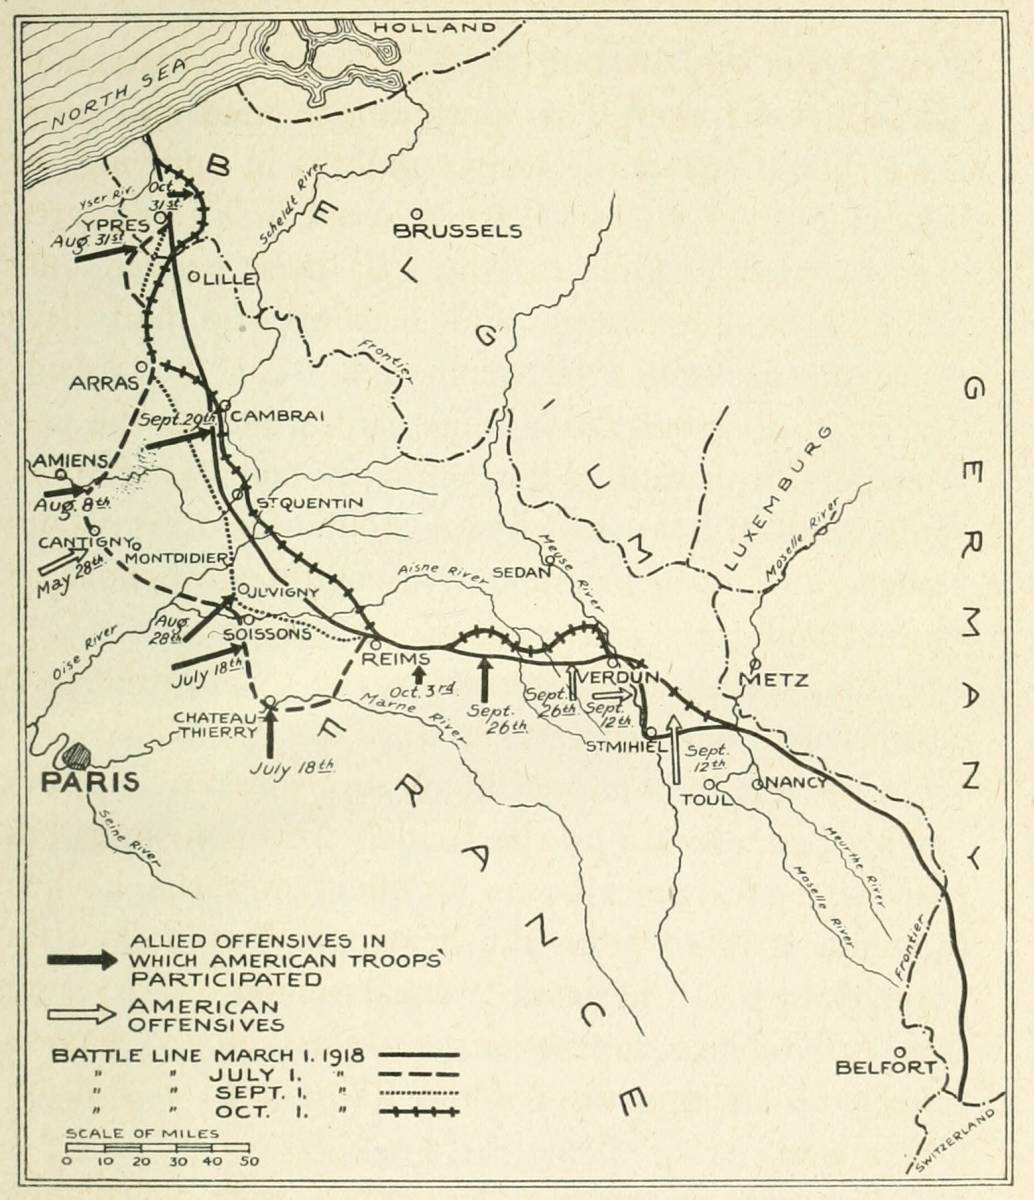 HOLLAND
NORTH SEA
BELGIUM
Yser Riv.
Oct.
31st.
YPRES
Aug. 31st
Scheldt River
BRUSSELS
LILLE
Frontier
ARRAS
CAMBRAI
Sept. 29th
AMIENS
Aug. 8th.
ST QUENTIN
CANTIGNY
MONTDIDIER
May 28th
LUXEMBURG
Moselle River
GERMANY
Meuse River
SEDAN
Aisne River
JUVIGNY
Aug.
28th
SOISSONS
Oise River
July 18th
REIMS
Oct. 3rd.
VERDUN
METZ
Sept.
26th
Sept.
26th
Sept.
12th
CHATEAU-
THIERRY
Marne River
FRANCE
ST MIHIEL
Sept.
12th
July 18th.
PARIS
TOUL
NANCY
Seine River
Meurthe River
Moselle River
Frontier
BELFORT
SWITZERLAND
ALLIED OFFENSIVES IN
WHICH AMERICAN TROOPS
PARTICIPATED
AMERICAN
OFFENSIVES
BATTLE LINE MARCH 1. 1918
" " JULY 1. "
" " SEPT. 1. "
" " OCT. 1. "
SCALE OF MILES
0 10 20 30 40 50